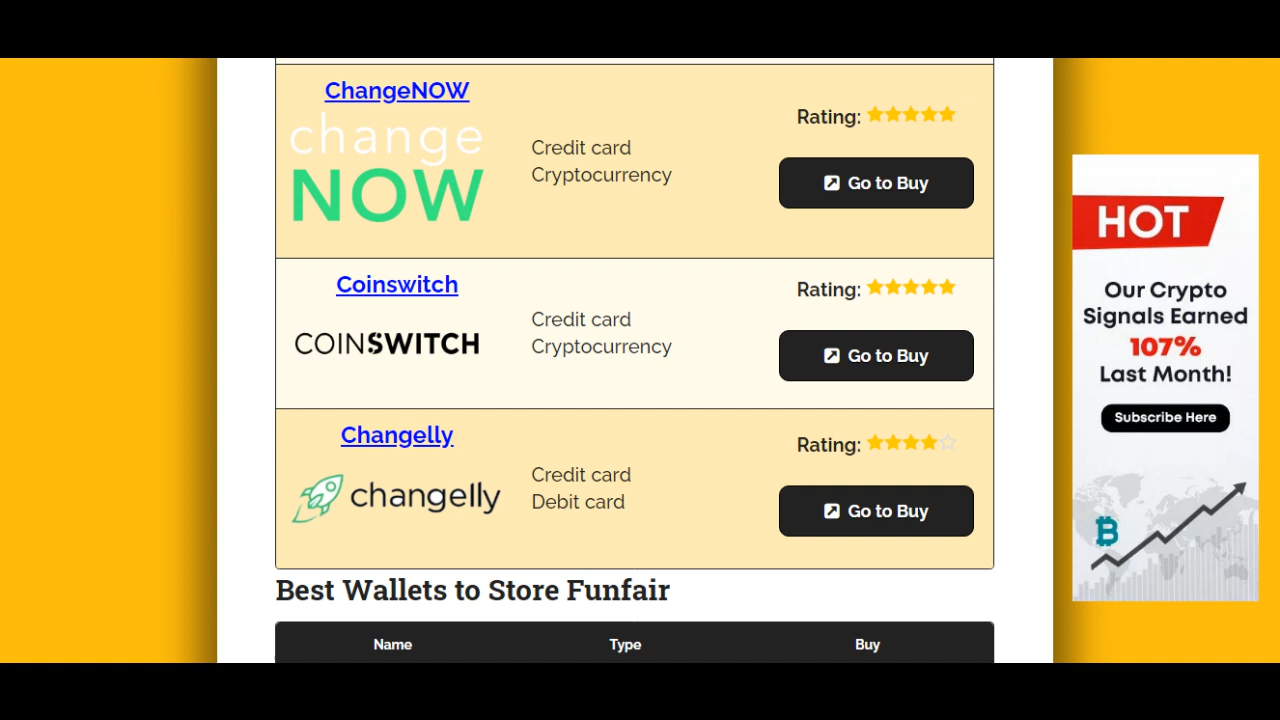 ChangeNOW
change
NOW
Credit card
Cryptocurrency
Rating:
Go to Buy
Coinswitch
COINSWITCH
Credit card
Cryptocurrency
Rating:
Go to Buy
Changelly
changelly
Credit card
Debit card
Rating:
Go to Buy
Best Wallets to Store Funfair
Name Type Buy
HOT
Our Crypto
Signals Earned
107%
Last Month!
Subscribe Here